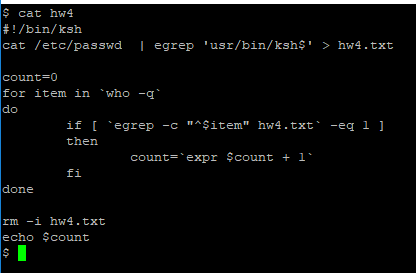 $ cat hw4
#!/bin/ksh
cat /etc/passwd  | egrep 'usr/bin/ksh$' > hw4.txt

count=0
for item in `who -q`
do
        if [ `egrep -c "^$item" hw4.txt` -eq 1 ]
        then
                count=`expr $count + 1`
        fi
done

rm -i hw4.txt
echo $count
$